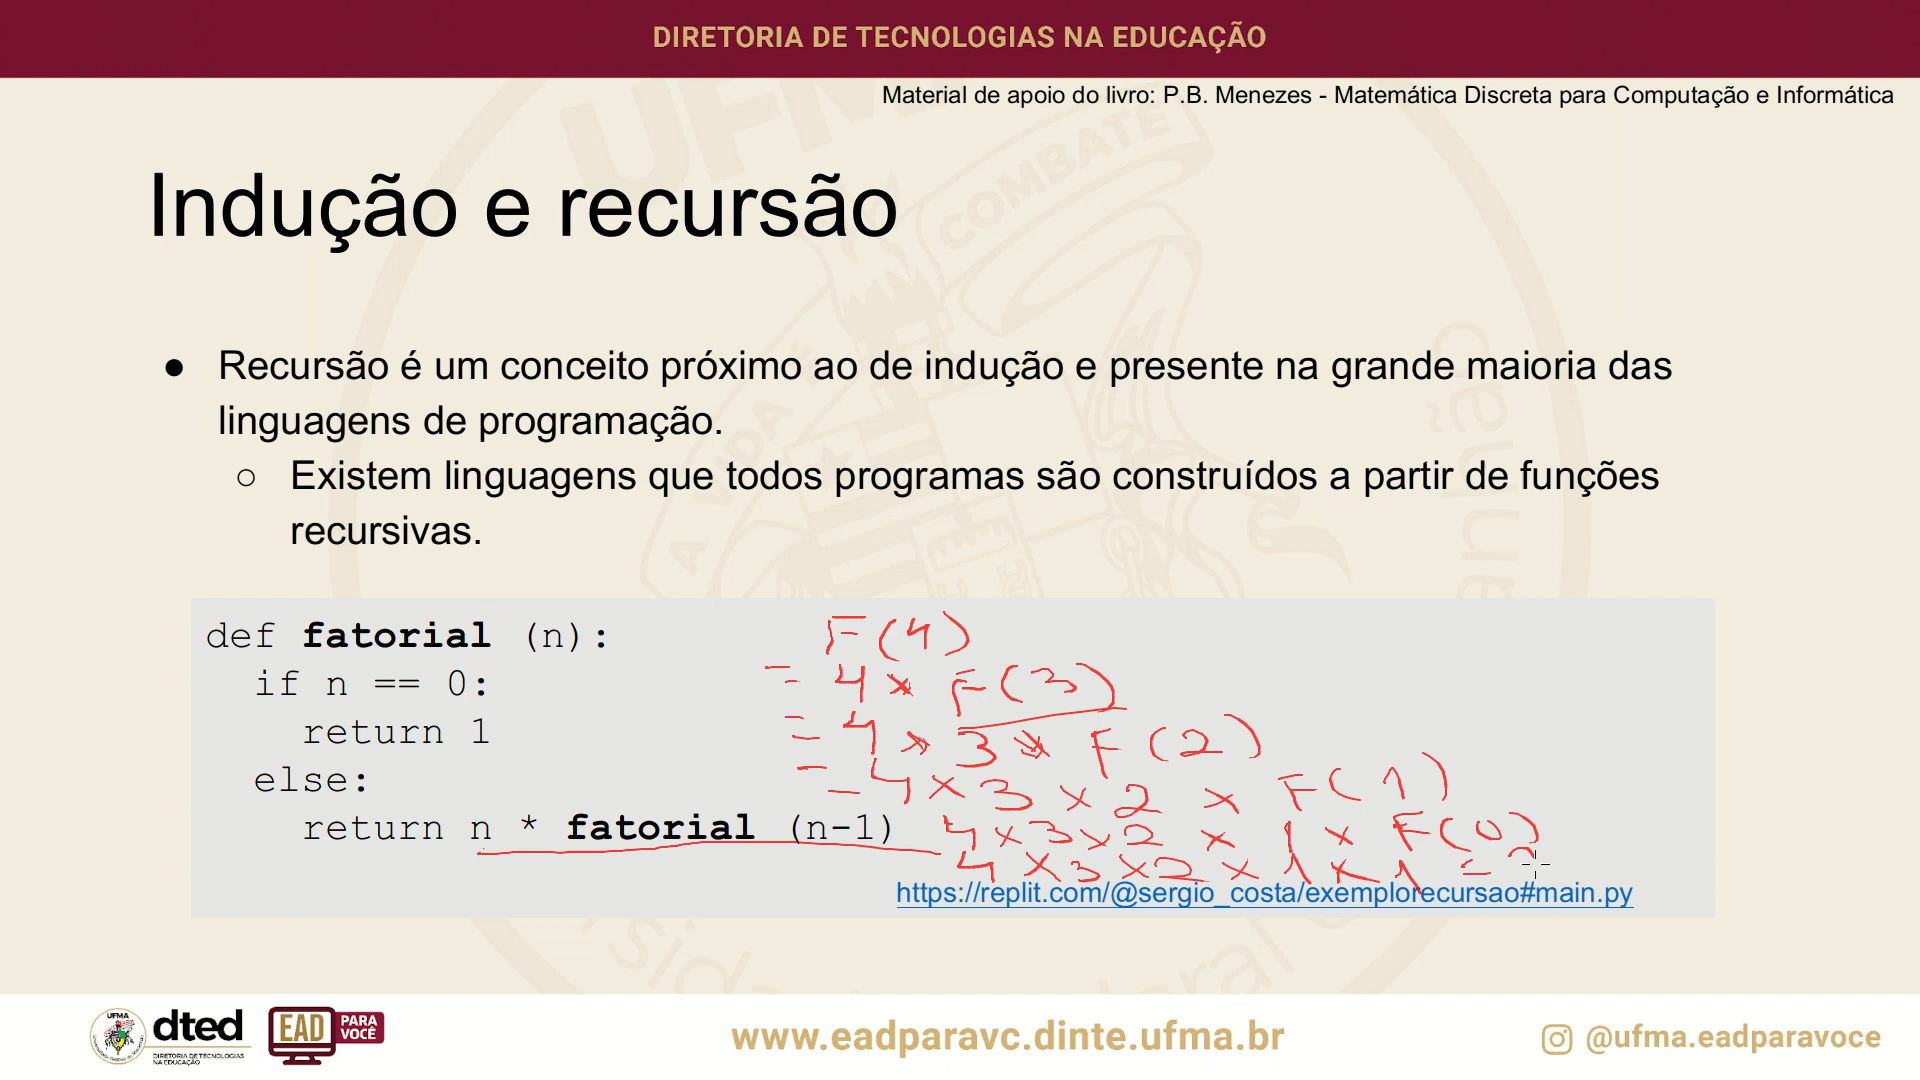 DIRETORIA DE TECNOLOGIAS NA EDUCAÇÃO
Material de apoio do livro: P.B. Menezes - Matemática Discreta para Computação e Informática
Indução e recursão
● Recursão é um conceito próximo ao de indução e presente na grande maioria das
linguagens de programação.
○ Existem linguagens que todos programas são construídos a partir de funções
recursivas.
def fatorial (n):
if n == 0:
return 1
else:
return n * fatorial (n-1)
F(4)
= 4 × F(3)
= 4 × 3 × F(2)
= 4 × 3 × 2 × F(1)
4 × 3 × 2 × 1 × F(0)
4 × 3 × 2 × 1 × 1 =
https://replit.com/@sergio_costa/exemplorecursao#main.py
UFMA
dted
DIRETORIA DE TECNOLOGIAS
NA EDUCAÇÃO
EAD PARA
VOCÊ
www.eadparavc.dinte.ufma.br
@ufma.eadparavoce